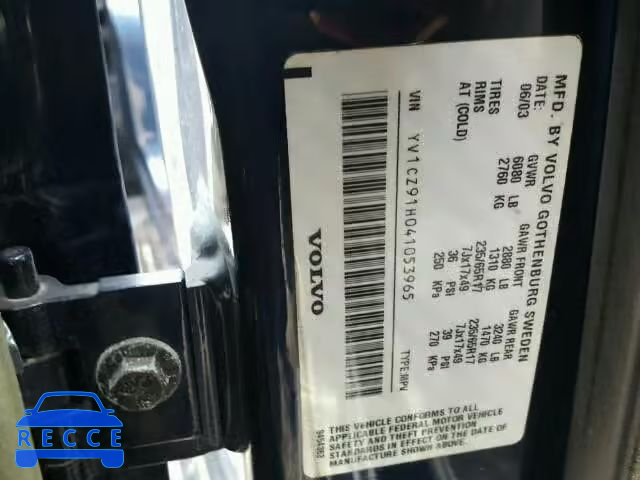 MFD. BY VOLVO GOTHENBURG SWEDEN
DATE: GVWR GAWR FRONT GAWR REAR
06/03 6080 LB 2880 LB 3240 LB
2760 KG 1310 KG 1470 KG
TIRES 235/65R17 235/65R17
RIMS 7Jx17x49 7Jx17x49
AT (COLD) 36 PSI 39 PSI
250 KPa 270 KPa
VIN YV1CZ91H041053965 TYPE:MPV
VOLVO
THIS VEHICLE CONFORMS TO ALL
APPLICABLE FEDERAL MOTOR VEHICLE
SAFETY AND BUMPER
STANDARDS IN EFFECT ON THE DATE OF
MANUFACTURE SHOWN ABOVE.
RECCE